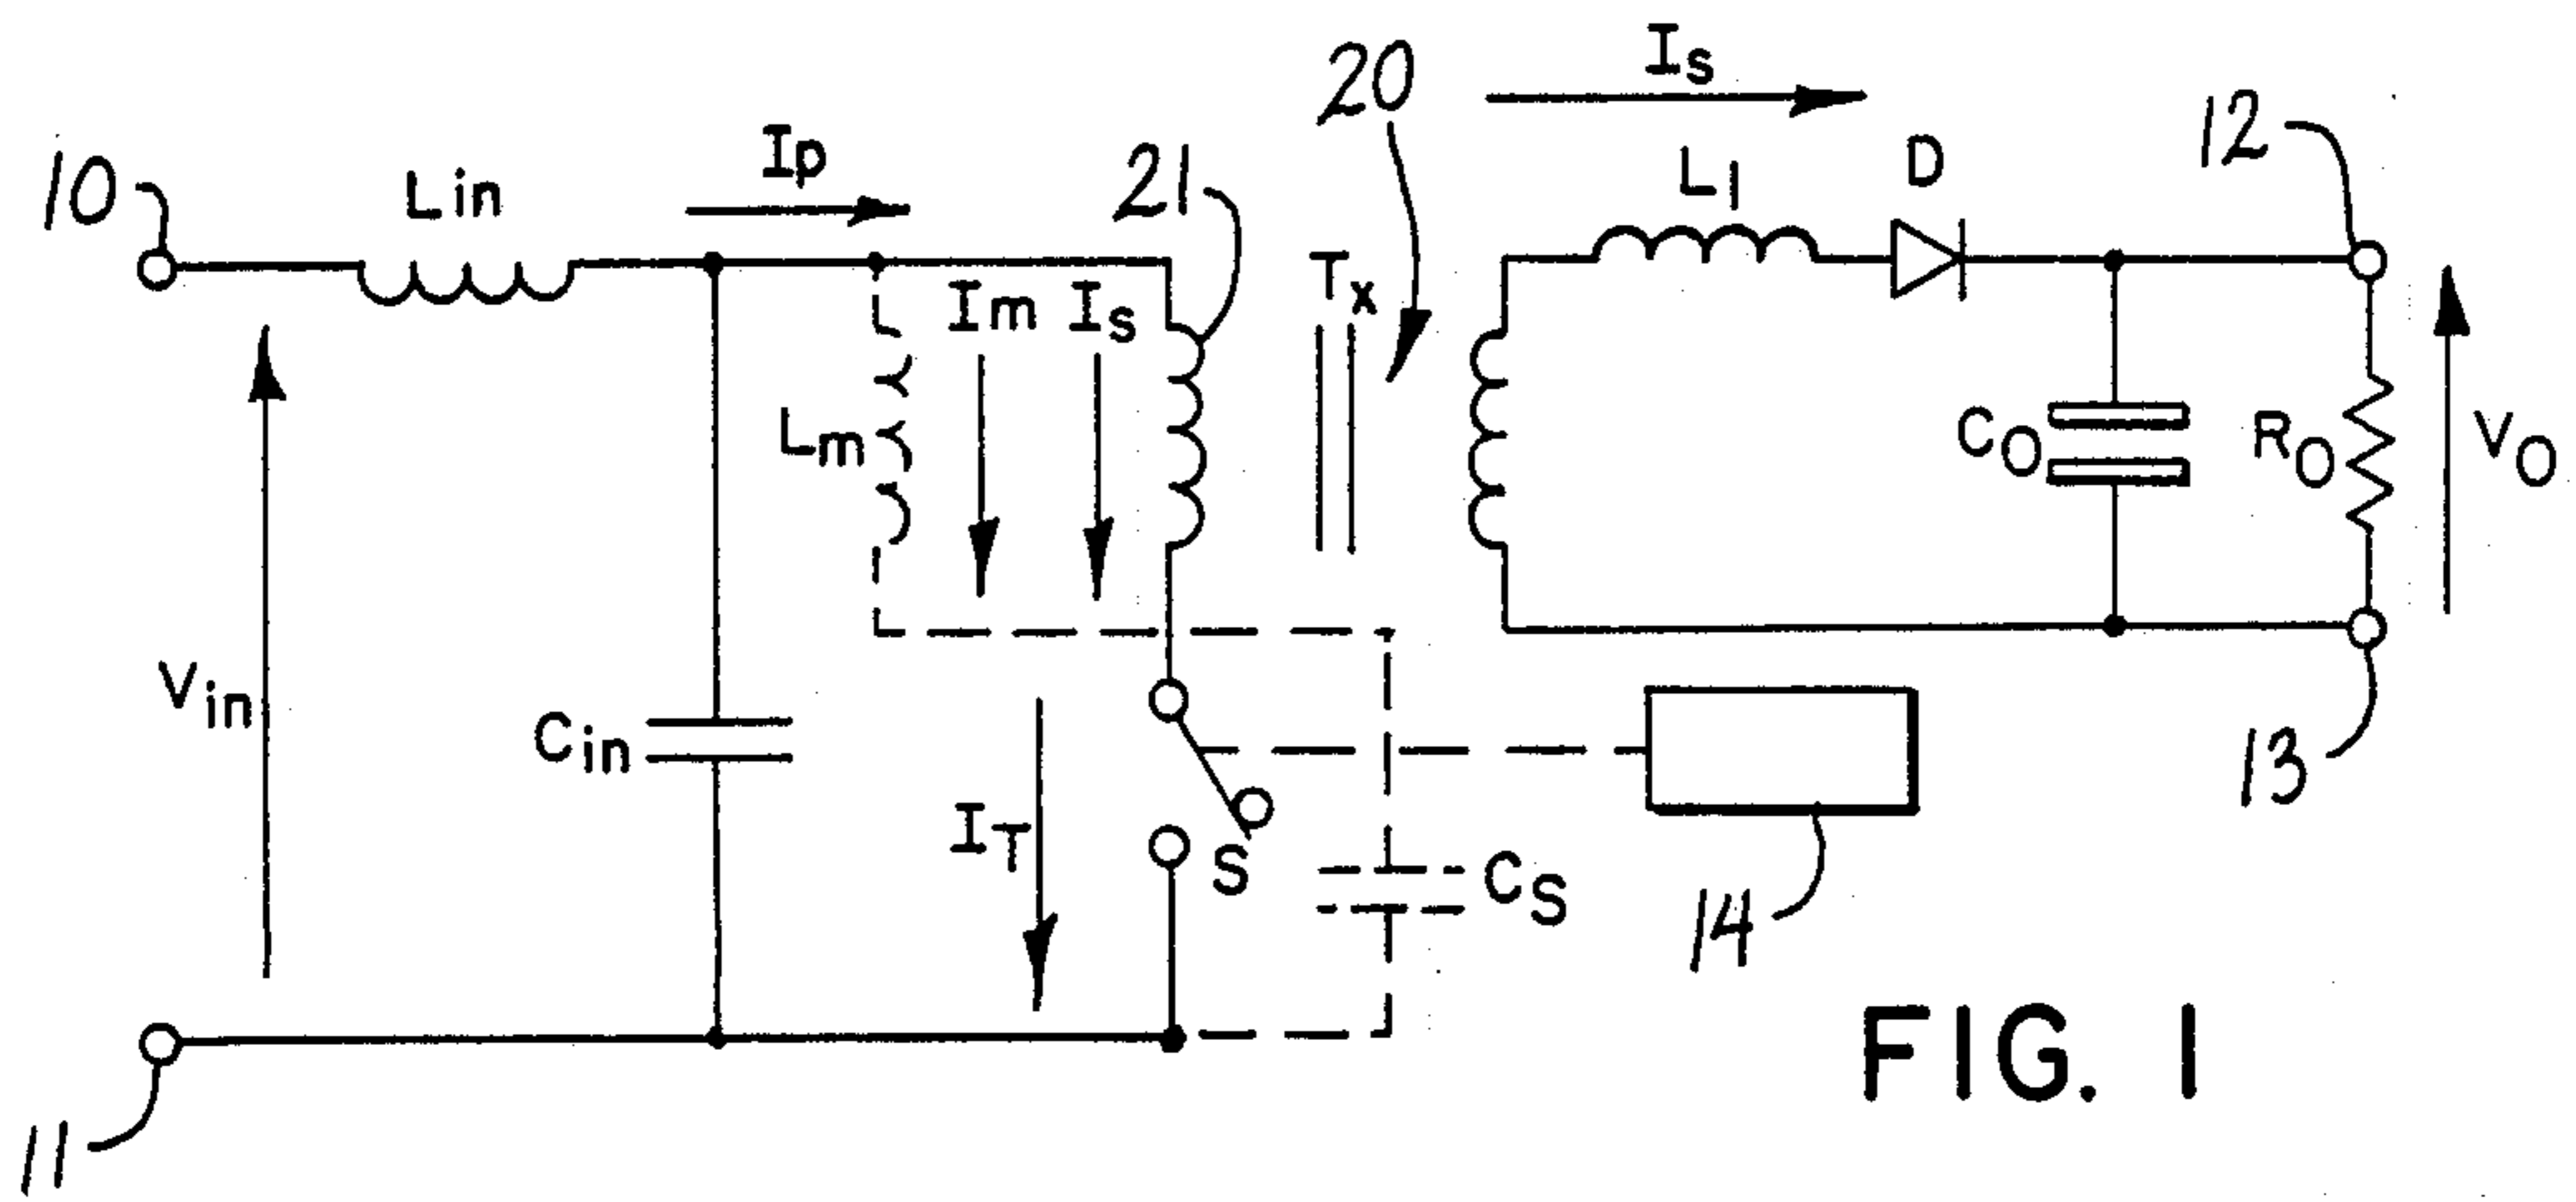 Is
20
12
Ip
21
10
Lin
L1
D
Tx
Im Is
Lm
Co
Ro
Vo
Vin
Cin
IT
S
Cs
14
13
11
FIG. 1